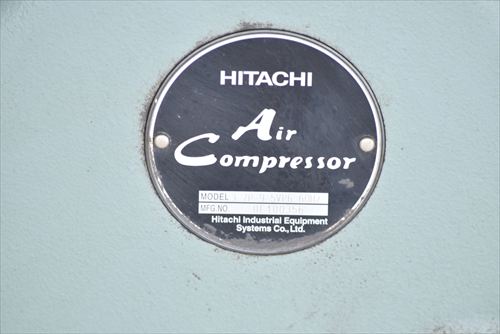 HITACHI
Air
Compressor
MODEL
MFG.NO.
Hitachi Industrial Equipment
Systems Co., Ltd.